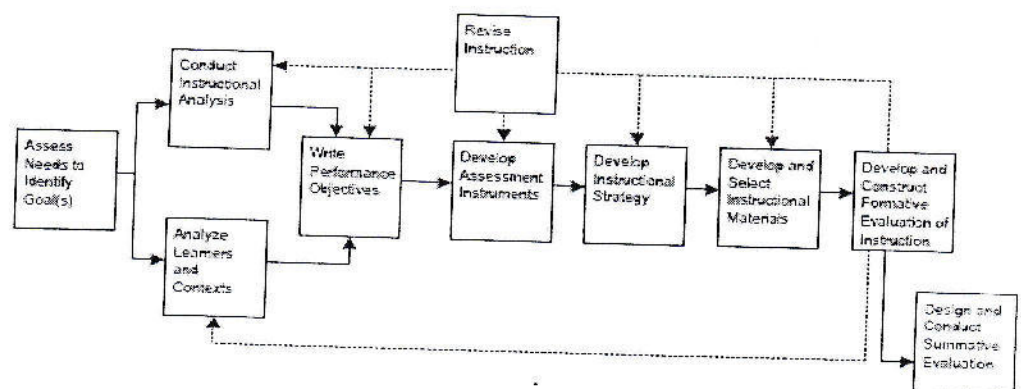 Revise
Instruction
Conduct
Instructional
Analysis
Assess
Needs to
Identify
Goal(s)
Write
Performance
Objectives
Develop
Assessment
Instruments
Develop
Instructional
Strategy
Develop and
Select
Instructional
Materials
Develop and
Construct
Formative
Evaluation of
Instruction
Analyze
Learners
and
Contexts
Design and
Conduct
Summative
Evaluation